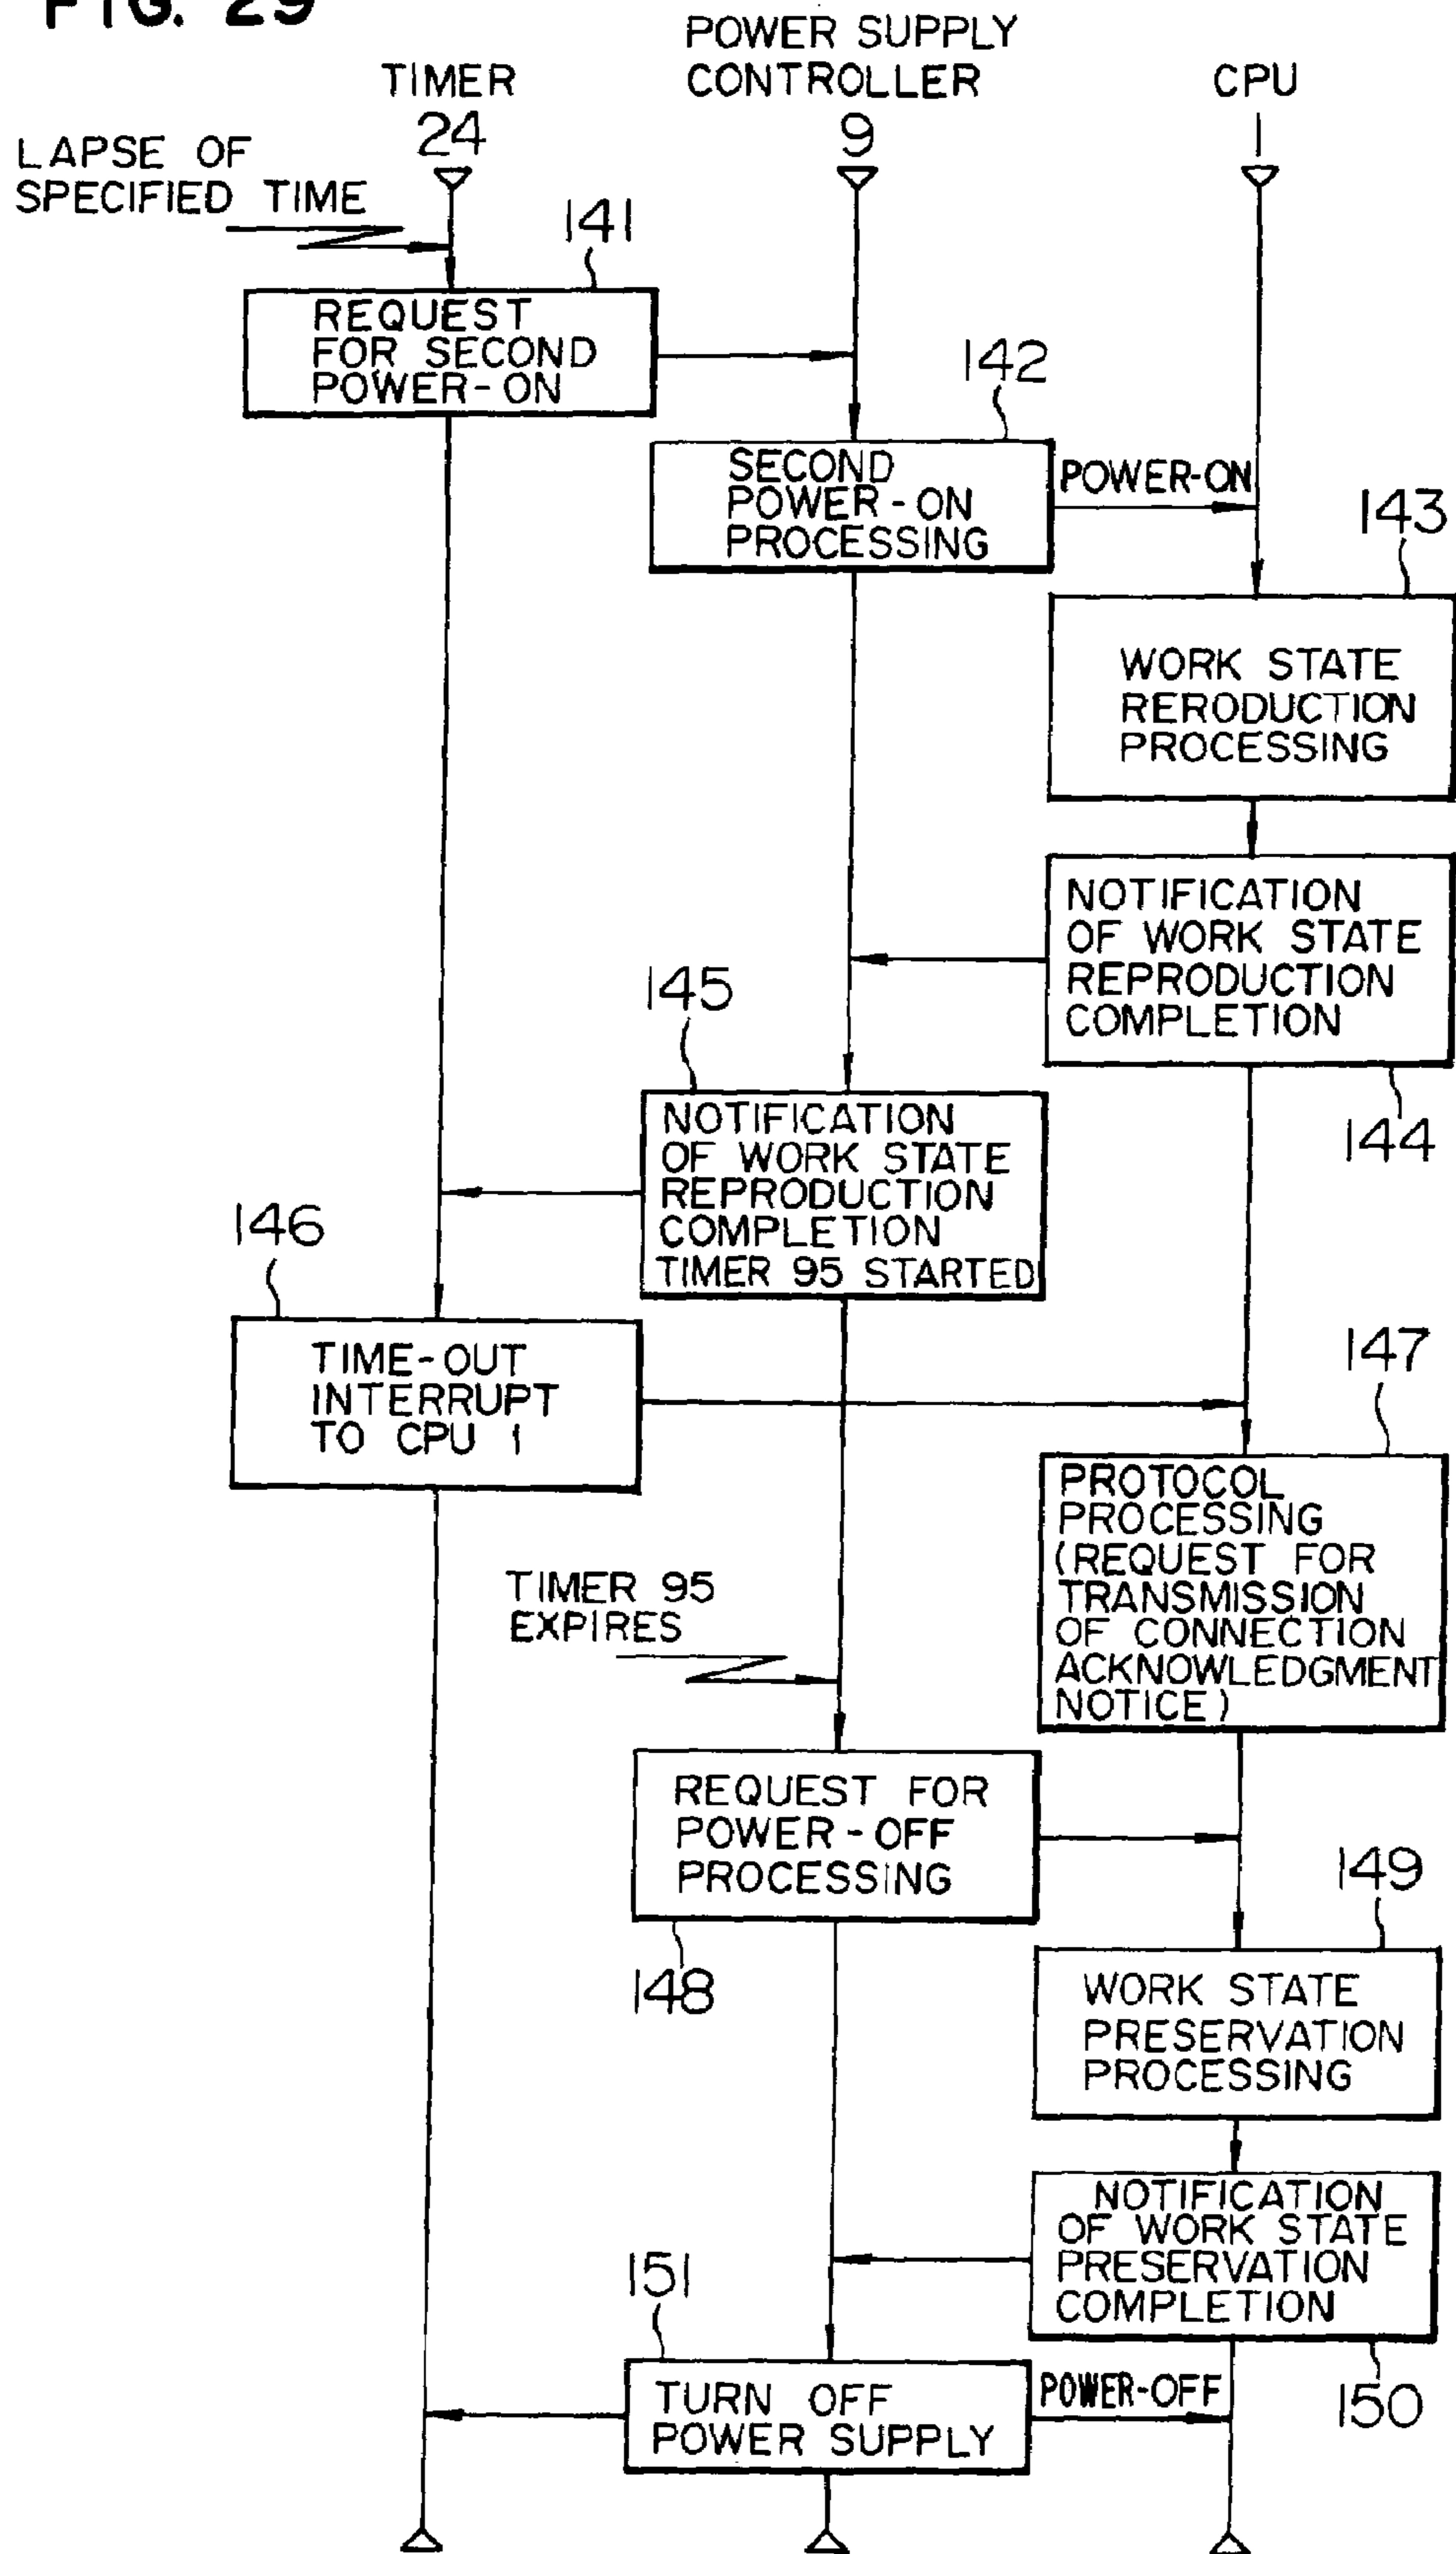 FIG. 29
TIMER
24
POWER SUPPLY
CONTROLLER
9
CPU
1
LAPSE OF
SPECIFIED TIME
141
REQUEST
FOR SECOND
POWER-ON
142
SECOND
POWER-ON
PROCESSING
POWER-ON
143
WORK STATE
RERODUCTION
PROCESSING
NOTIFICATION
OF WORK STATE
REPRODUCTION
COMPLETION
144
145
NOTIFICATION
OF WORK STATE
REPRODUCTION
COMPLETION
TIMER 95 STARTED
146
TIME-OUT
INTERRUPT
TO CPU 1
147
PROTOCOL
PROCESSING
(REQUEST FOR
TRANSMISSION
OF CONNECTION
ACKNOWLEDGMENT
NOTICE)
TIMER 95
EXPIRES
REQUEST FOR
POWER-OFF
PROCESSING
148
149
WORK STATE
PRESERVATION
PROCESSING
NOTIFICATION
OF WORK STATE
PRESERVATION
COMPLETION
150
151
TURN OFF
POWER SUPPLY
POWER-OFF